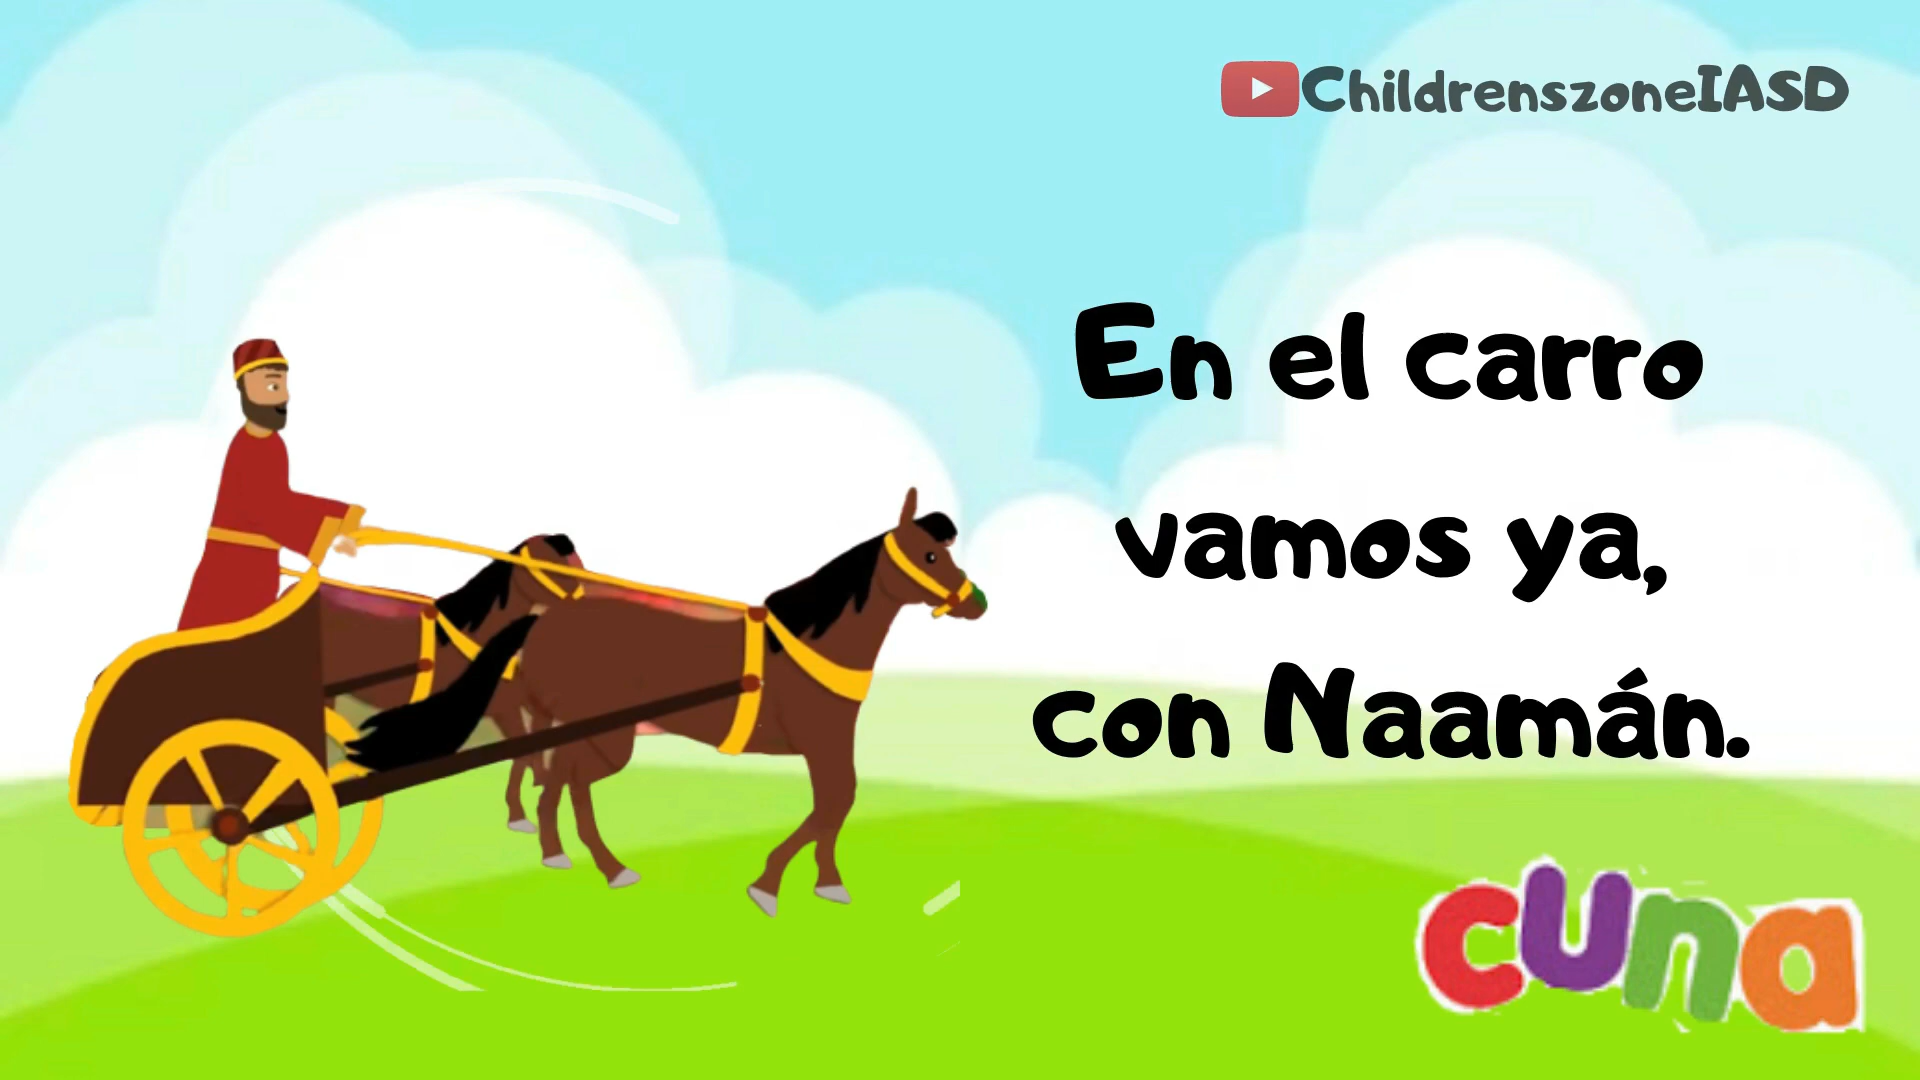 ChildrenszoneIASD
En el carro
vamos ya,
con Naamán.
cuna